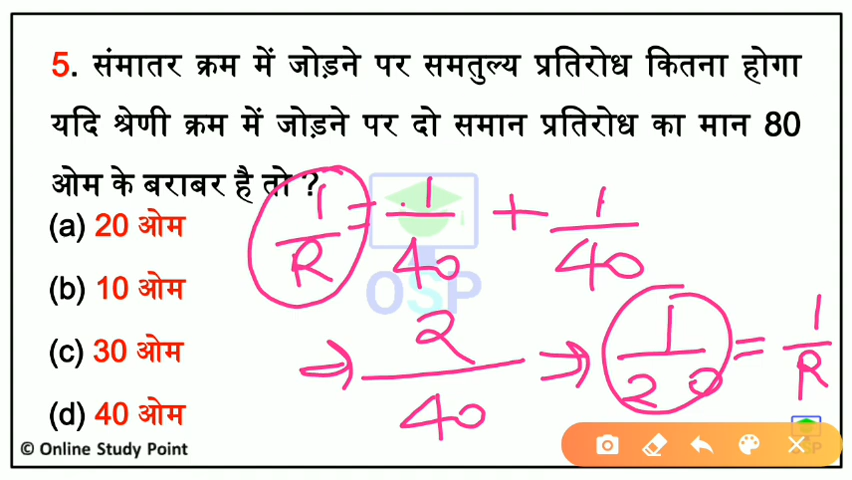 5. संमातर क्रम में जोड़ने पर समतुल्य प्रतिरोध कितना होगा
यदि श्रेणी क्रम में जोड़ने पर दो समान प्रतिरोध का मान 80
ओम के बराबर है तो ?
(a) 20 ओम
1/R = 1/40 + 1/40
(b) 10 ओम
OSP
(c) 30 ओम
⇒ 2/40 ⇒ 1/20 = 1/R
(d) 40 ओम
© Online Study Point
OSP